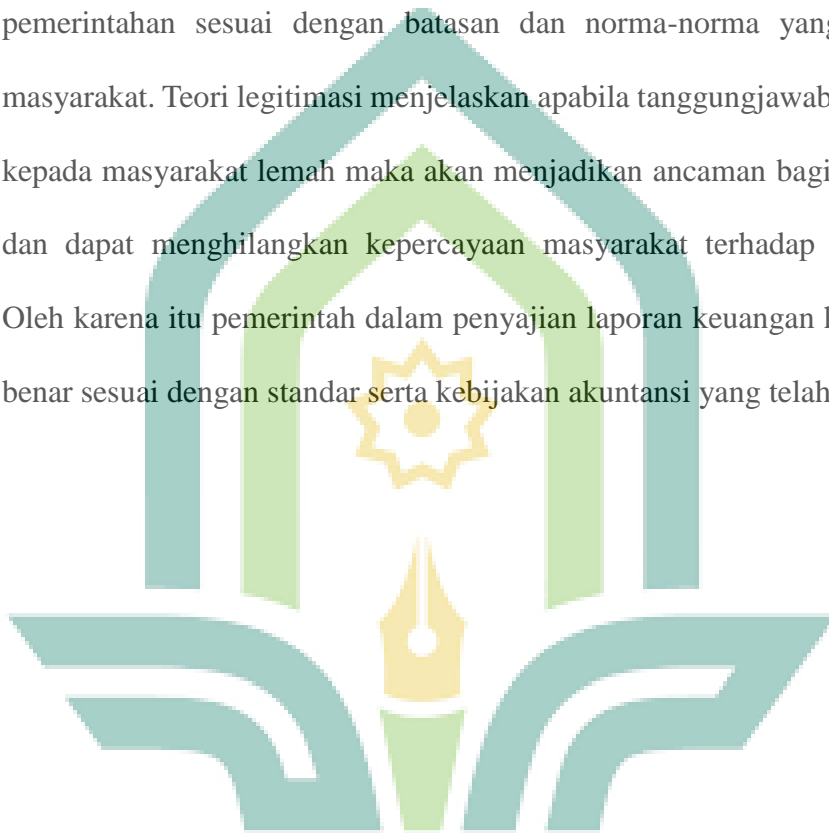 pemerintahan sesuai dengan batasan dan norma-norma yang
masyarakat. Teori legitimasi menjelaskan apabila tanggungjawab
kepada masyarakat lemah maka akan menjadikan ancaman bagi
dan dapat menghilangkan kepercayaan masyarakat terhadap
Oleh karena itu pemerintah dalam penyajian laporan keuangan
benar sesuai dengan standar serta kebijakan akuntansi yang telah